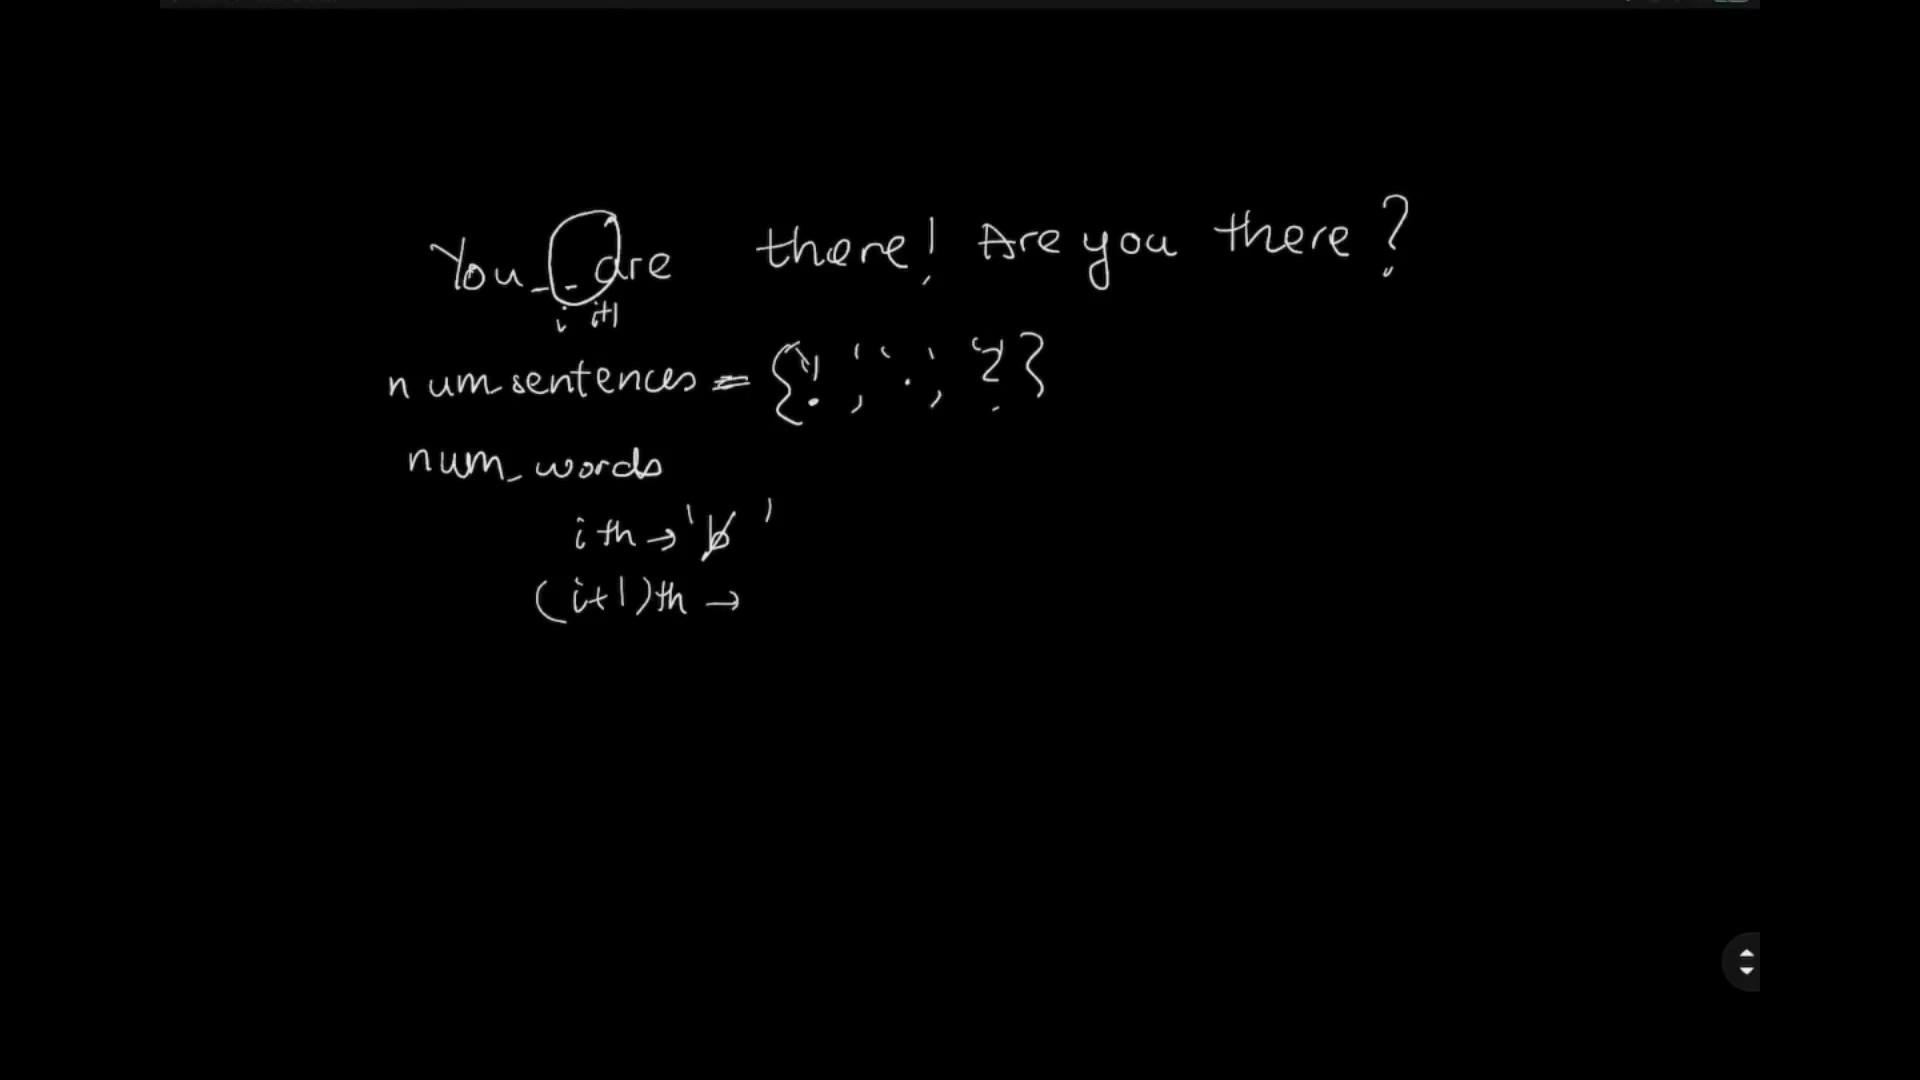 You _ _ are there! Are you there?
i i+1
num_sentences = {'!', '.', '?'}
num_words
ith → 'b̸ '
(i+1)th →